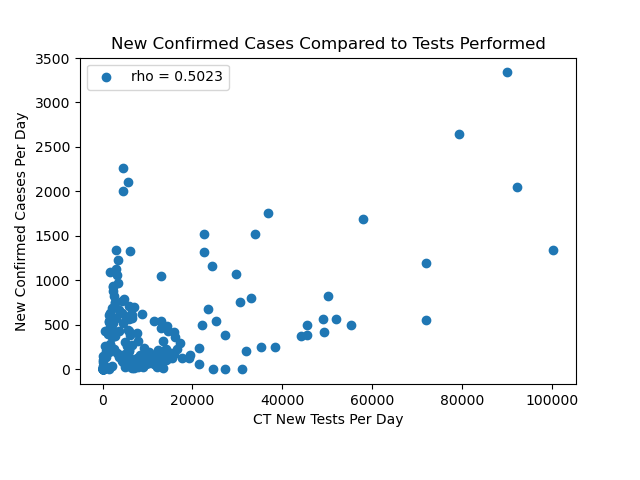 New Confirmed Cases Compared to Tests Performed
rho = 0.5023
New Confirmed Caeses Per Day
3500
3000
2500
2000
1500
1000
500
0
0 20000 40000 60000 80000 100000
CT New Tests Per Day